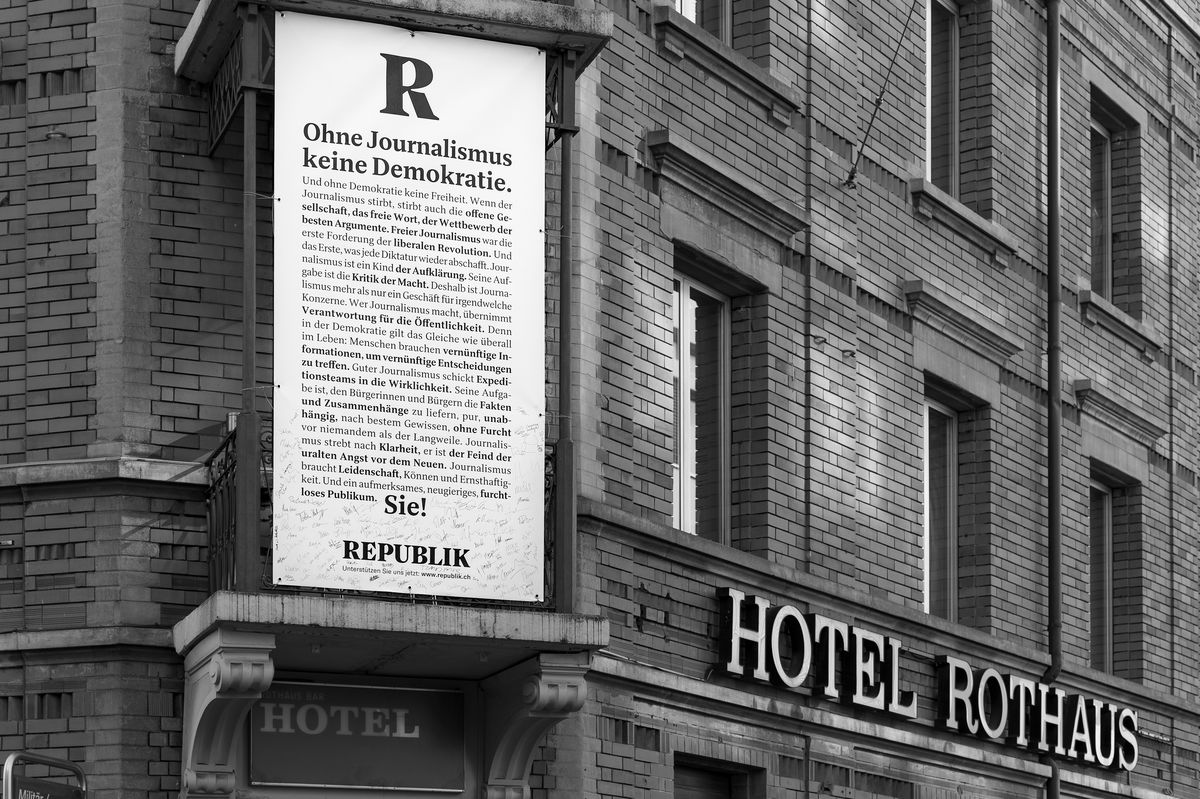 R
Ohne Journalismus
keine Demokratie.
Und ohne Demokratie keine Freiheit. Wenn der
Journalismus stirbt, stirbt auch die offene Ge-
sellschaft, das freie Wort, der Wettbewerb der
besten Argumente. Freier Journalismus war die
erste Forderung der liberalen Revolution. Und
das Erste, was jede Diktatur wieder abschafft. Jour-
nalismus ist ein Kind der Aufklärung. Seine Auf-
gabe ist die Kritik der Macht. Deshalb ist Journa-
lismus mehr als nur ein Geschäft für irgendwelche
Konzerne. Wer Journalismus macht, übernimmt
Verantwortung für die Öffentlichkeit. Denn
in der Demokratie gilt das Gleiche wie überall
im Leben: Menschen brauchen vernünftige In-
formationen, um vernünftige Entscheidungen
zu treffen. Guter Journalismus schickt Expedi-
tionsteams in die Wirklichkeit. Seine Aufga-
be ist, den Bürgerinnen und Bürgern die Fakten
und Zusammenhänge zu liefern, pur, unab-
hängig, nach bestem Gewissen, ohne Furcht
vor niemandem als der Langweile. Journalis-
mus strebt nach Klarheit, er ist der Feind der
uralten Angst vor dem Neuen. Journalismus
braucht Leidenschaft, Können und Ernsthaftig-
keit. Und ein aufmerksames, neugieriges, furcht-
loses Publikum. Sie!
REPUBLIK
Unterstützen Sie uns jetzt: www.republik.ch
HOTEL ROTHAUS
ROTHAUS BAR
HOTEL